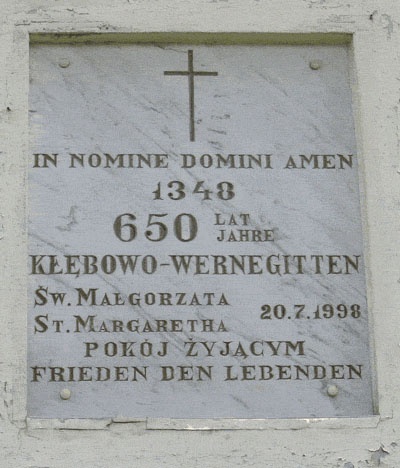 IN NOMINE DOMINI AMEN
1348
650 LAT JAHRE
KŁĘBOWO-WERNEGITTEN
ŚW. MAŁGORZATA
ST. MARGARETHA
20.7.1998
POKÓJ ŻYJĄCYM
FRIEDEN DEN LEBENDEN